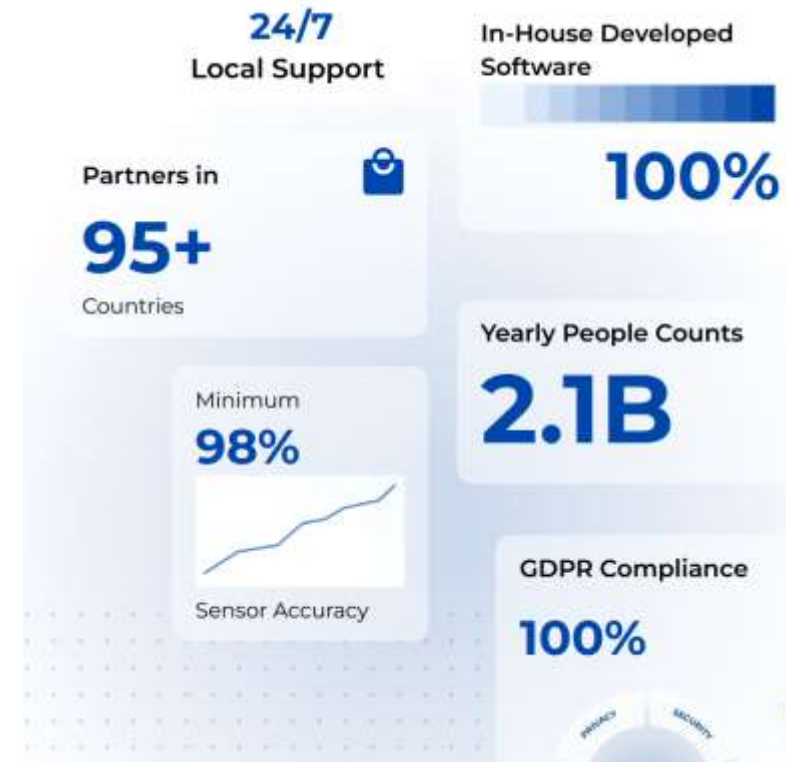 24/7
Local Support
In-House Developed
Software
100%
Partners in
95+
Countries
Yearly People Counts
2.1B
Minimum
98%
Sensor Accuracy
GDPR Compliance
100%
PRIVACY
SECURITY